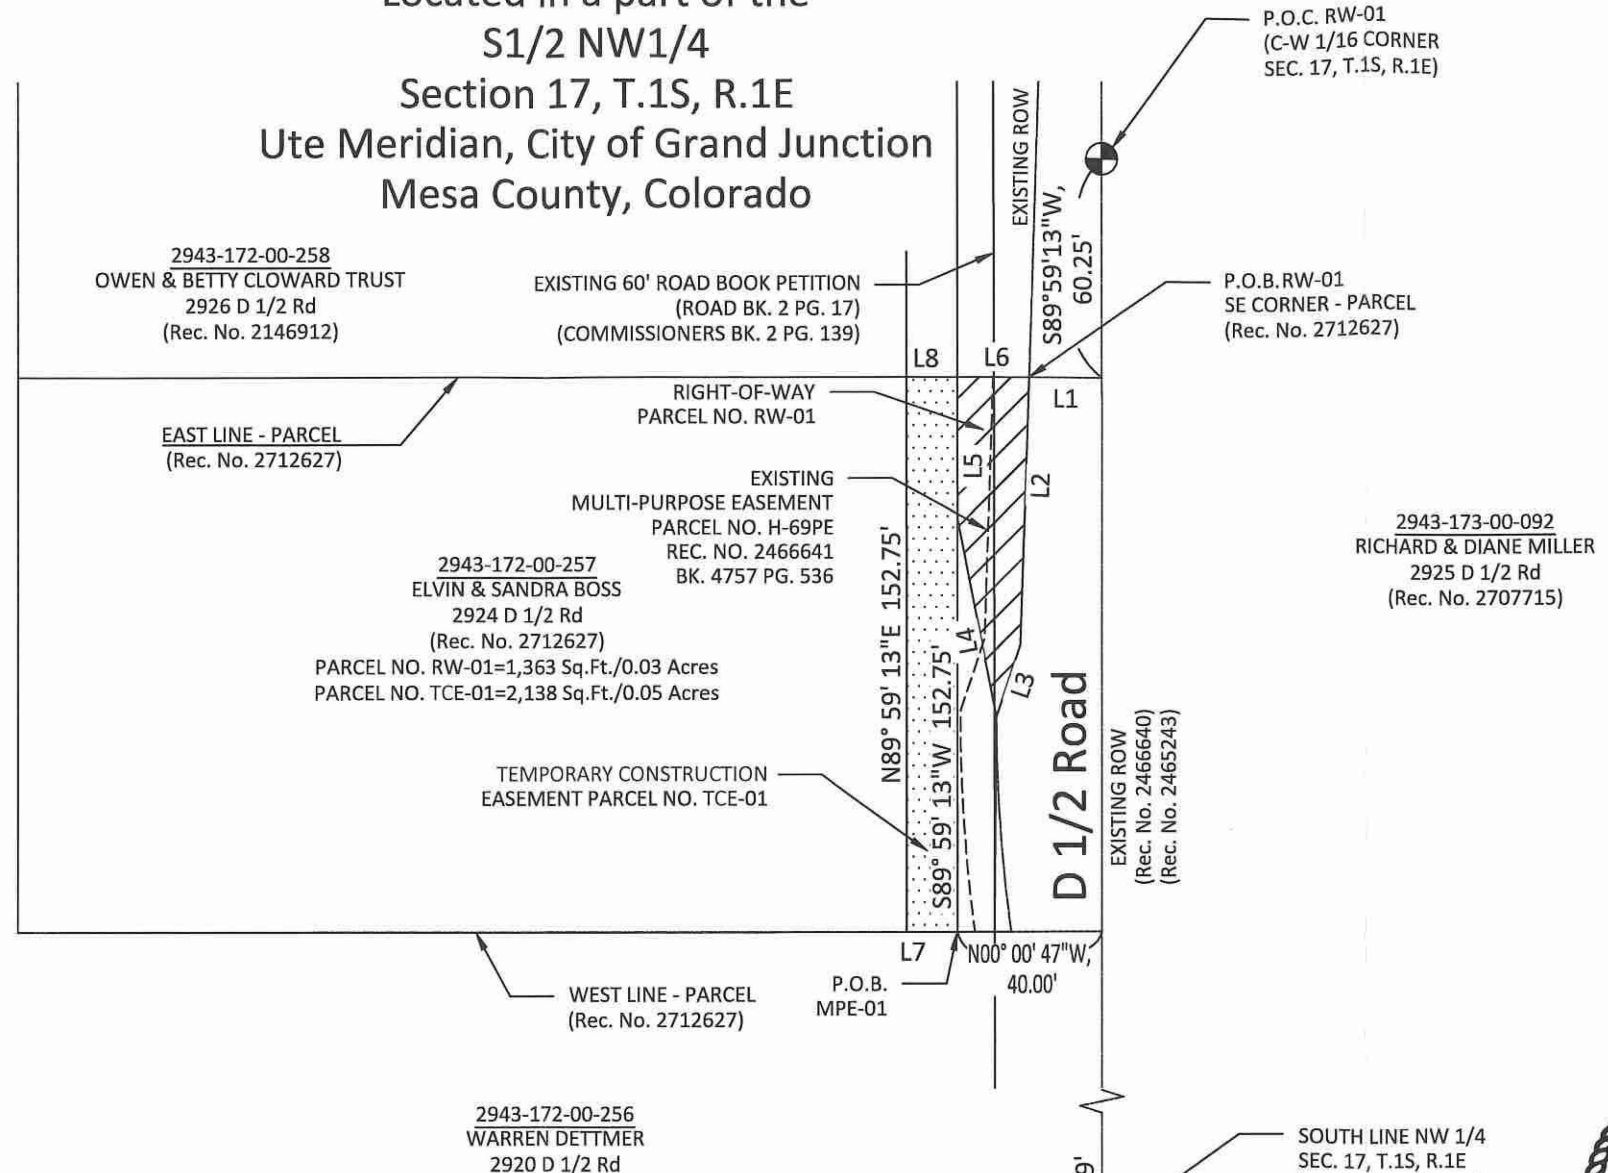 Located in a part of the
S1/2 NW1/4
Section 17, T.1S, R.1E
Ute Meridian, City of Grand Junction
Mesa County, Colorado
P.O.C. RW-01
(C-W 1/16 CORNER
SEC. 17, T.1S, R.1E)
EXISTING ROW
S89°59'13"W,
60.25'
2943-172-00-258
OWEN & BETTY CLOWARD TRUST
2926 D 1/2 Rd
(Rec. No. 2146912)
EXISTING 60' ROAD BOOK PETITION
(ROAD BK. 2 PG. 17)
(COMMISSIONERS BK. 2 PG. 139)
P.O.B.RW-01
SE CORNER - PARCEL
(Rec. No. 2712627)
L8
L6
L1
RIGHT-OF-WAY
PARCEL NO. RW-01
EAST LINE - PARCEL
(Rec. No. 2712627)
L5
L2
EXISTING
MULTI-PURPOSE EASEMENT
PARCEL NO. H-69PE
REC. NO. 2466641
BK. 4757 PG. 536
2943-173-00-092
RICHARD & DIANE MILLER
2925 D 1/2 Rd
(Rec. No. 2707715)
2943-172-00-257
ELVIN & SANDRA BOSS
2924 D 1/2 Rd
(Rec. No. 2712627)
PARCEL NO. RW-01=1,363 Sq.Ft./0.03 Acres
PARCEL NO. TCE-01=2,138 Sq.Ft./0.05 Acres
N89° 59' 13"E 152.75'
S89° 59' 13"W 152.75'
L4
L3
D 1/2 Road
EXISTING ROW
(Rec. No. 2466640)
(Rec. No. 2465243)
TEMPORARY CONSTRUCTION
EASEMENT PARCEL NO. TCE-01
L7
N00° 00' 47"W,
40.00'
P.O.B.
MPE-01
WEST LINE - PARCEL
(Rec. No. 2712627)
2943-172-00-256
WARREN DETTMER
2920 D 1/2 Rd
9'
SOUTH LINE NW 1/4
SEC. 17, T.1S, R.1E